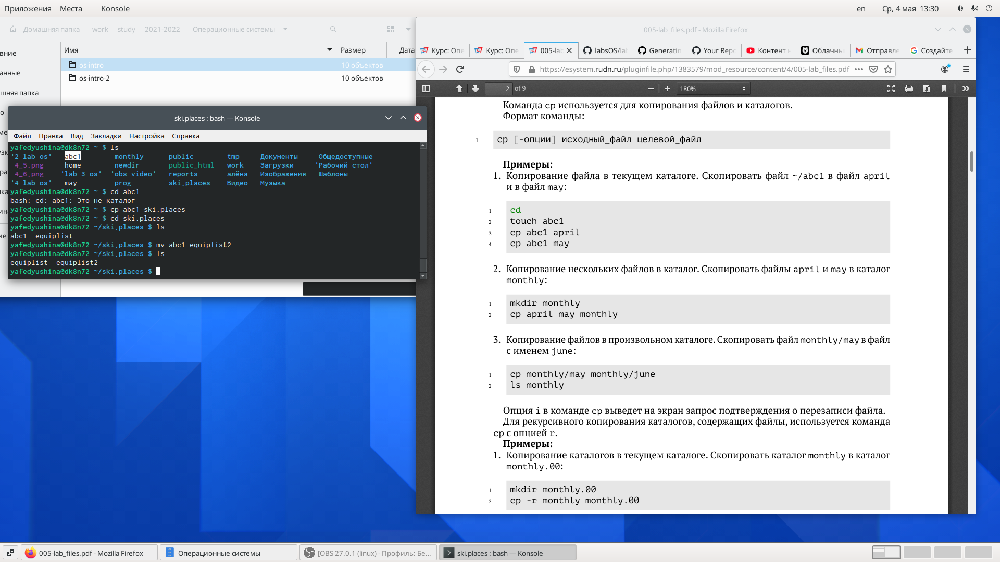 Приложения Места Konsole
en Ср, 4 мая 13:30
Домашняя папка work study 2021-2022 Операционные системы
Имя Размер Дата
os-intro 10 объектов
os-intro-2 10 объектов
вние
анные
шняя папка
ski.places : bash — Konsole
Файл Правка Вид Закладки Настройка Справка
yafedyushina@dk8n72 ~ $ ls
'2 lab os' abc1 monthly public tmp Документы Общедоступные
4_5.png home newdir public_html work Загрузки 'Рабочий стол'
4_6.png 'lab 3 os' 'obs video' reports алёна Изображения Шаблоны
'4 lab os' may prog ski.places Видео Музыка
yafedyushina@dk8n72 ~ $ cd abc1
bash: cd: abc1: Это не каталог
yafedyushina@dk8n72 ~ $ cp abc1 ski.places
yafedyushina@dk8n72 ~ $ cd ski.places
yafedyushina@dk8n72 ~/ski.places $ ls
abc1 equiplist
yafedyushina@dk8n72 ~/ski.places $ mv abc1 equiplist2
yafedyushina@dk8n72 ~/ski.places $ ls
equiplist equiplist2
yafedyushina@dk8n72 ~/ski.places $
005-lab_files.pdf - Mozilla Firefox
Курс: Опе Курс: Опе 005-lab labsOS/la Generatin Your Repo Контент н Облачны Отправле Создайте
https://esystem.rudn.ru/pluginfile.php/1383579/mod_resource/content/4/005-lab_files.pdf
2 of 9 180%
Команда cp используется для копирования файлов и каталогов.
Формат команды:
1 cp [-опции] исходный_файл целевой_файл
Примеры:
1. Копирование файла в текущем каталоге. Скопировать файл ~/abc1 в файл april
и в файл may:
1 cd
2 touch abc1
3 cp abc1 april
4 cp abc1 may
2. Копирование нескольких файлов в каталог. Скопировать файлы april и may в каталог
monthly:
1 mkdir monthly
2 cp april may monthly
3. Копирование файлов в произвольном каталоге. Скопировать файл monthly/may в файл
с именем june:
1 cp monthly/may monthly/june
2 ls monthly
Опция i в команде cp выведет на экран запрос подтверждения о перезаписи файла.
Для рекурсивного копирования каталогов, содержащих файлы, используется команда
cp с опцией r.
Примеры:
1. Копирование каталогов в текущем каталоге. Скопировать каталог monthly в каталог
monthly.00:
1 mkdir monthly.00
2 cp -r monthly monthly.00
005-lab_files.pdf - Mozilla Firefox Операционные системы [OBS 27.0.1 (linux) - Профиль: Бе... ski.places : bash — Konsole